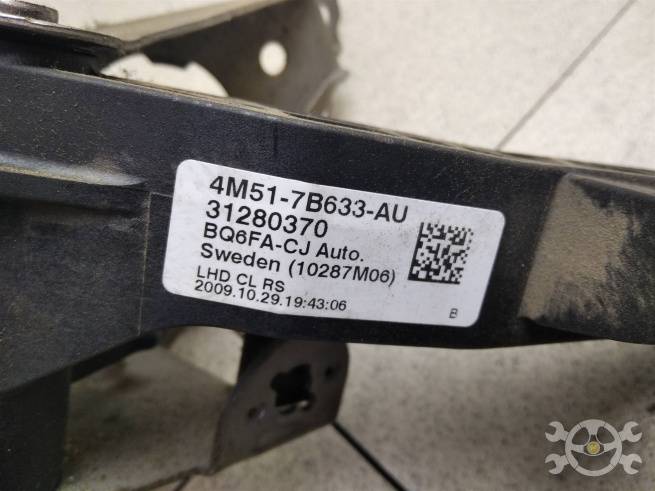 4M51-7B633-AU
31280370
BQ6FA-CJ Auto.
Sweden (10287M06)
LHD CL RS
2009.10.29.19:43:06
B